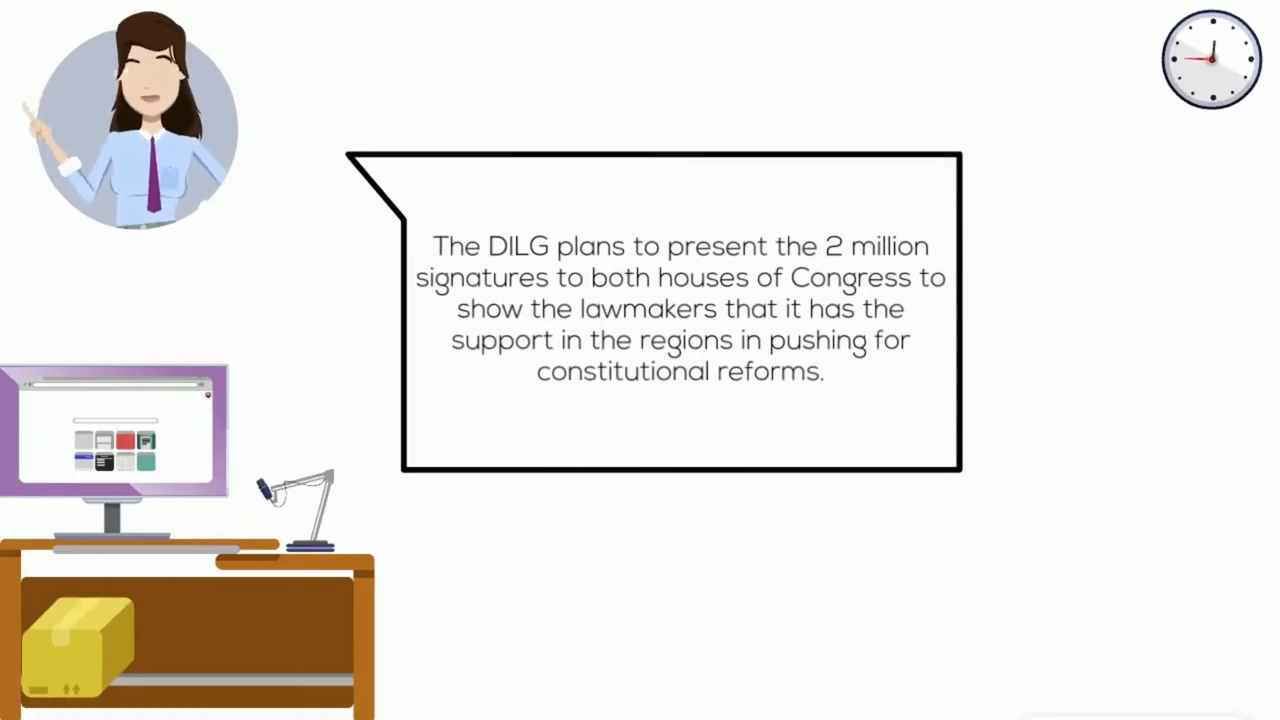 The DILG plans to present the 2 million
signatures to both houses of Congress to
show the lawmakers that it has the
support in the regions in pushing for
constitutional reforms.